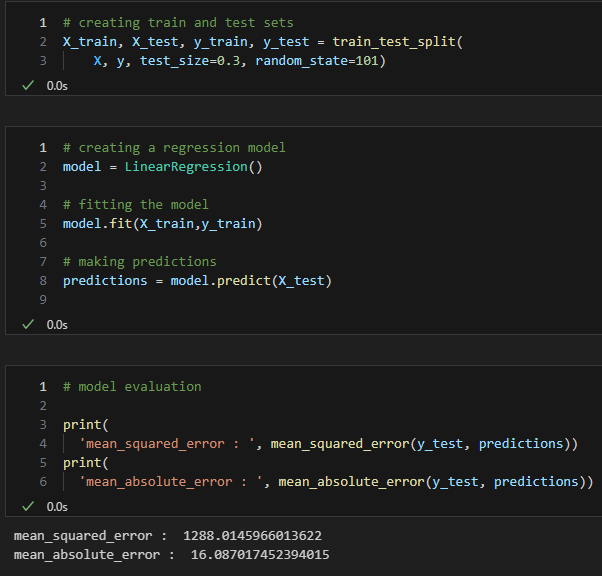 1 # creating train and test sets
2 X_train, X_test, y_train, y_test = train_test_split(
3     X, y, test_size=0.3, random_state=101)
✓ 0.0s
1 # creating a regression model
2 model = LinearRegression()
3
4 # fitting the model
5 model.fit(X_train,y_train)
6
7 # making predictions
8 predictions = model.predict(X_test)
9
✓ 0.0s
1 # model evaluation
2
3 print(
4   'mean_squared_error : ', mean_squared_error(y_test, predictions))
5 print(
6   'mean_absolute_error : ', mean_absolute_error(y_test, predictions))
✓ 0.0s
mean_squared_error :  1288.0145966013622
mean_absolute_error :  16.087017452394015